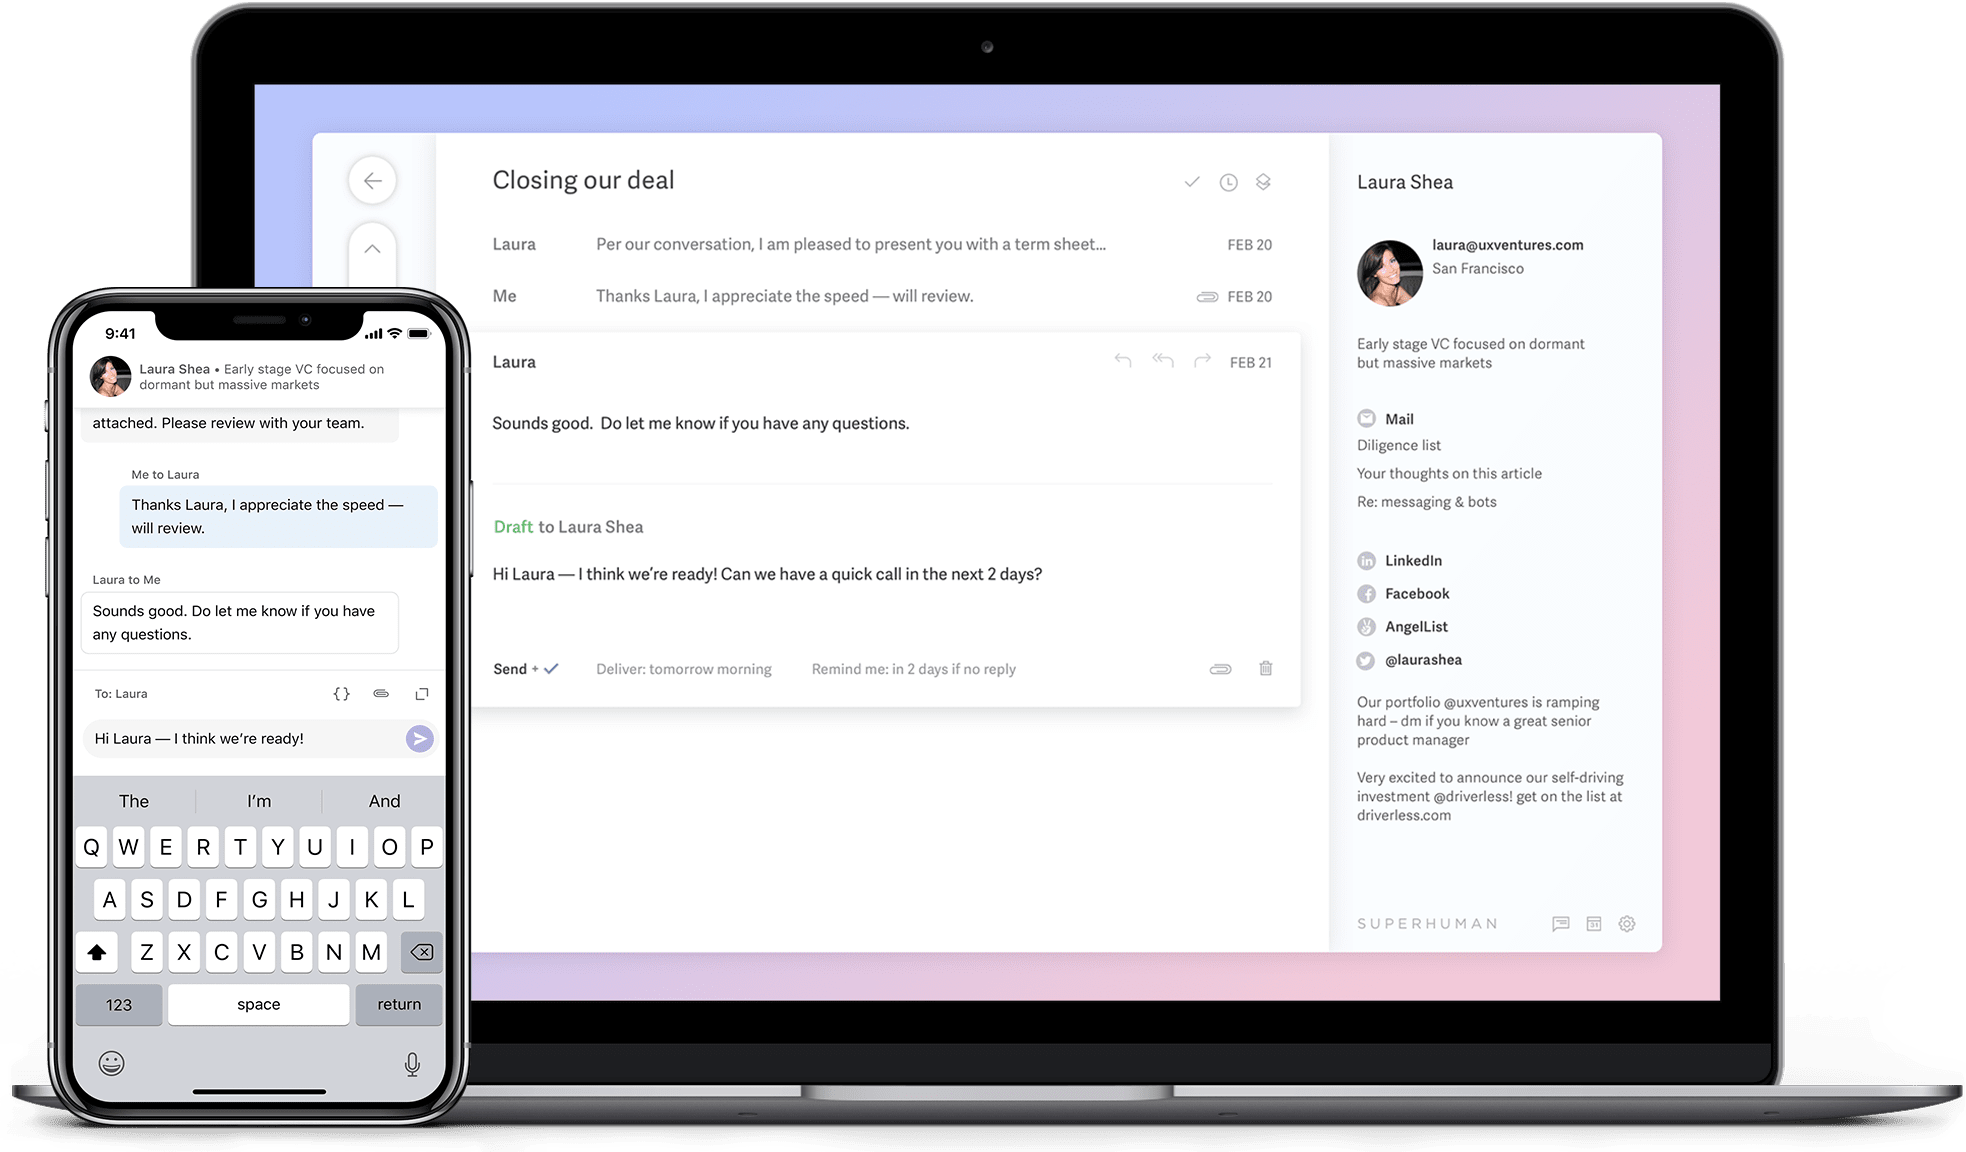 Closing our deal
Laura Per our conversation, I am pleased to present you with a term sheet... FEB 20
Me Thanks Laura, I appreciate the speed — will review. FEB 20
Laura FEB 21
Sounds good. Do let me know if you have any questions.
Draft to Laura Shea
Hi Laura — I think we're ready! Can we have a quick call in the next 2 days?
Send + Deliver: tomorrow morning Remind me: in 2 days if no reply
Laura Shea
laura@uxventures.com
San Francisco
Early stage VC focused on dormant
but massive markets
Mail
Diligence list
Your thoughts on this article
Re: messaging & bots
in LinkedIn
f Facebook
AngelList
@laurashea
Our portfolio @uxventures is ramping
hard – dm if you know a great senior
product manager
Very excited to announce our self-driving
investment @driverless! get on the list at
driverless.com
SUPERHUMAN 31
9:41
Laura Shea • Early stage VC focused on
dormant but massive markets
attached. Please review with your team.
Me to Laura
Thanks Laura, I appreciate the speed —
will review.
Laura to Me
Sounds good. Do let me know if you have
any questions.
To: Laura {}
Hi Laura — I think we're ready!
The I'm And
Q W E R T Y U I O P
A S D F G H J K L
Z X C V B N M
123 space return